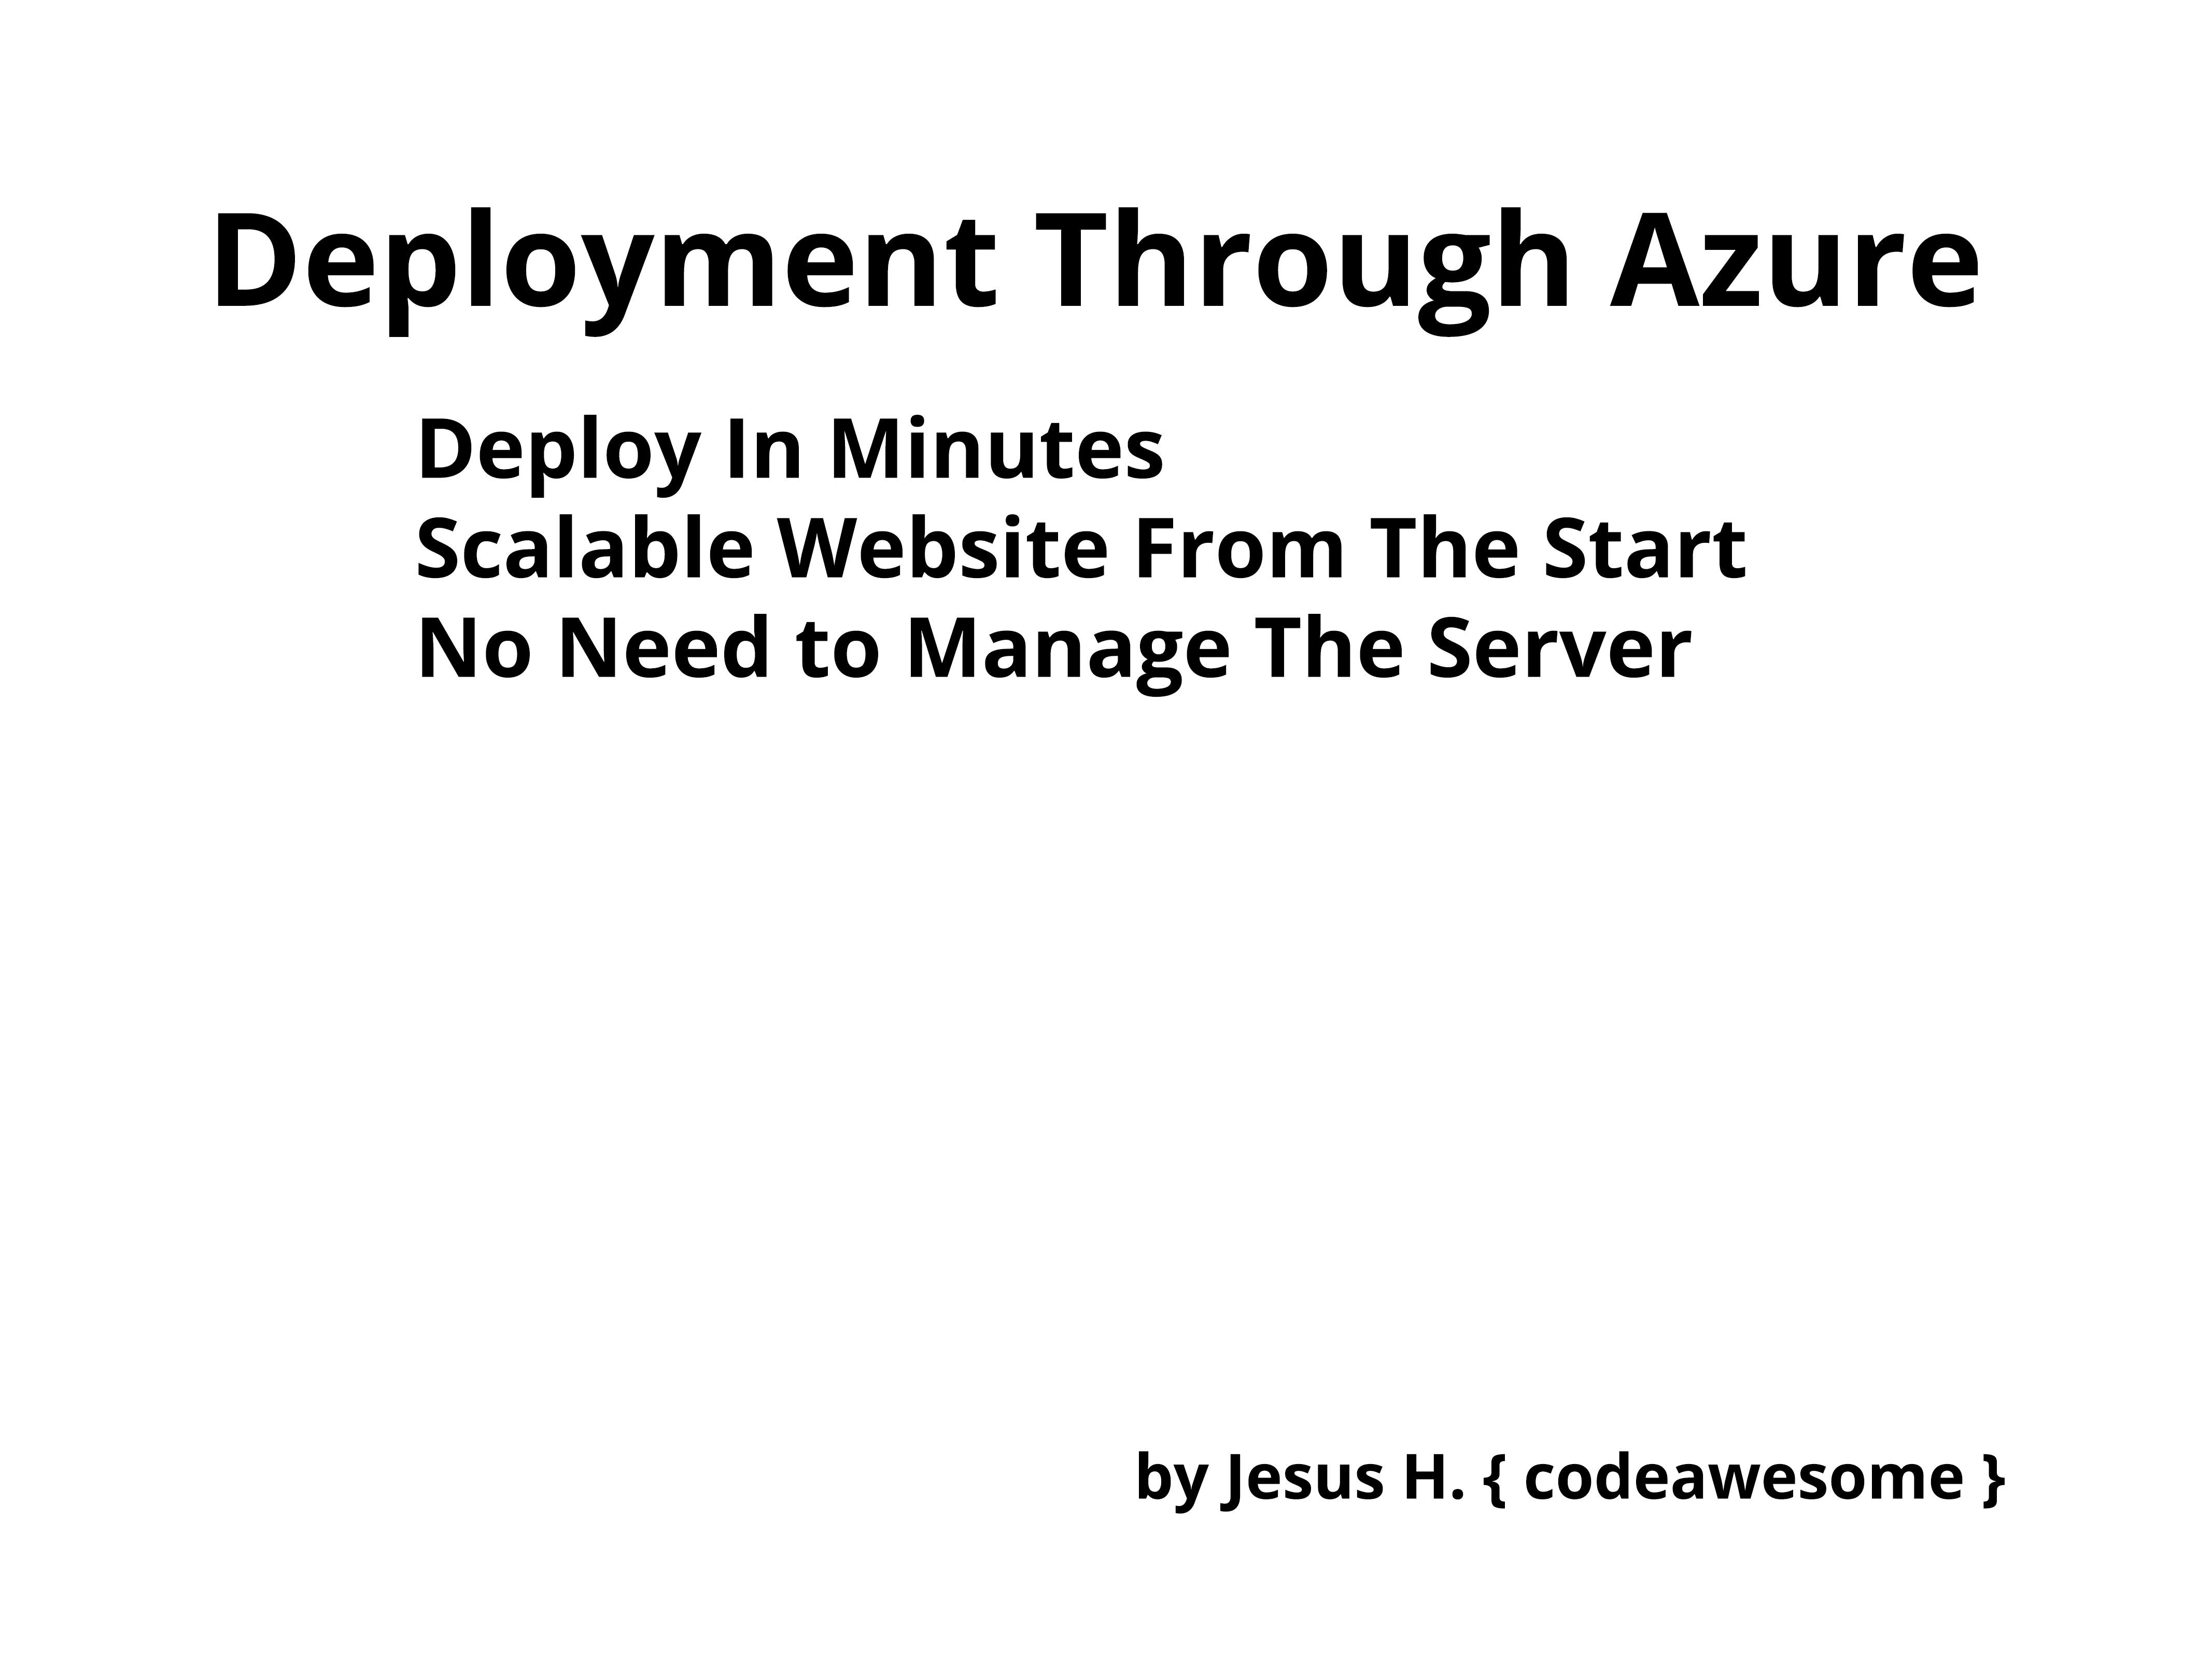 Deployment Through Azure
Deploy In Minutes
Scalable Website From The Start
No Need to Manage The Server
by Jesus H. { codeawesome }